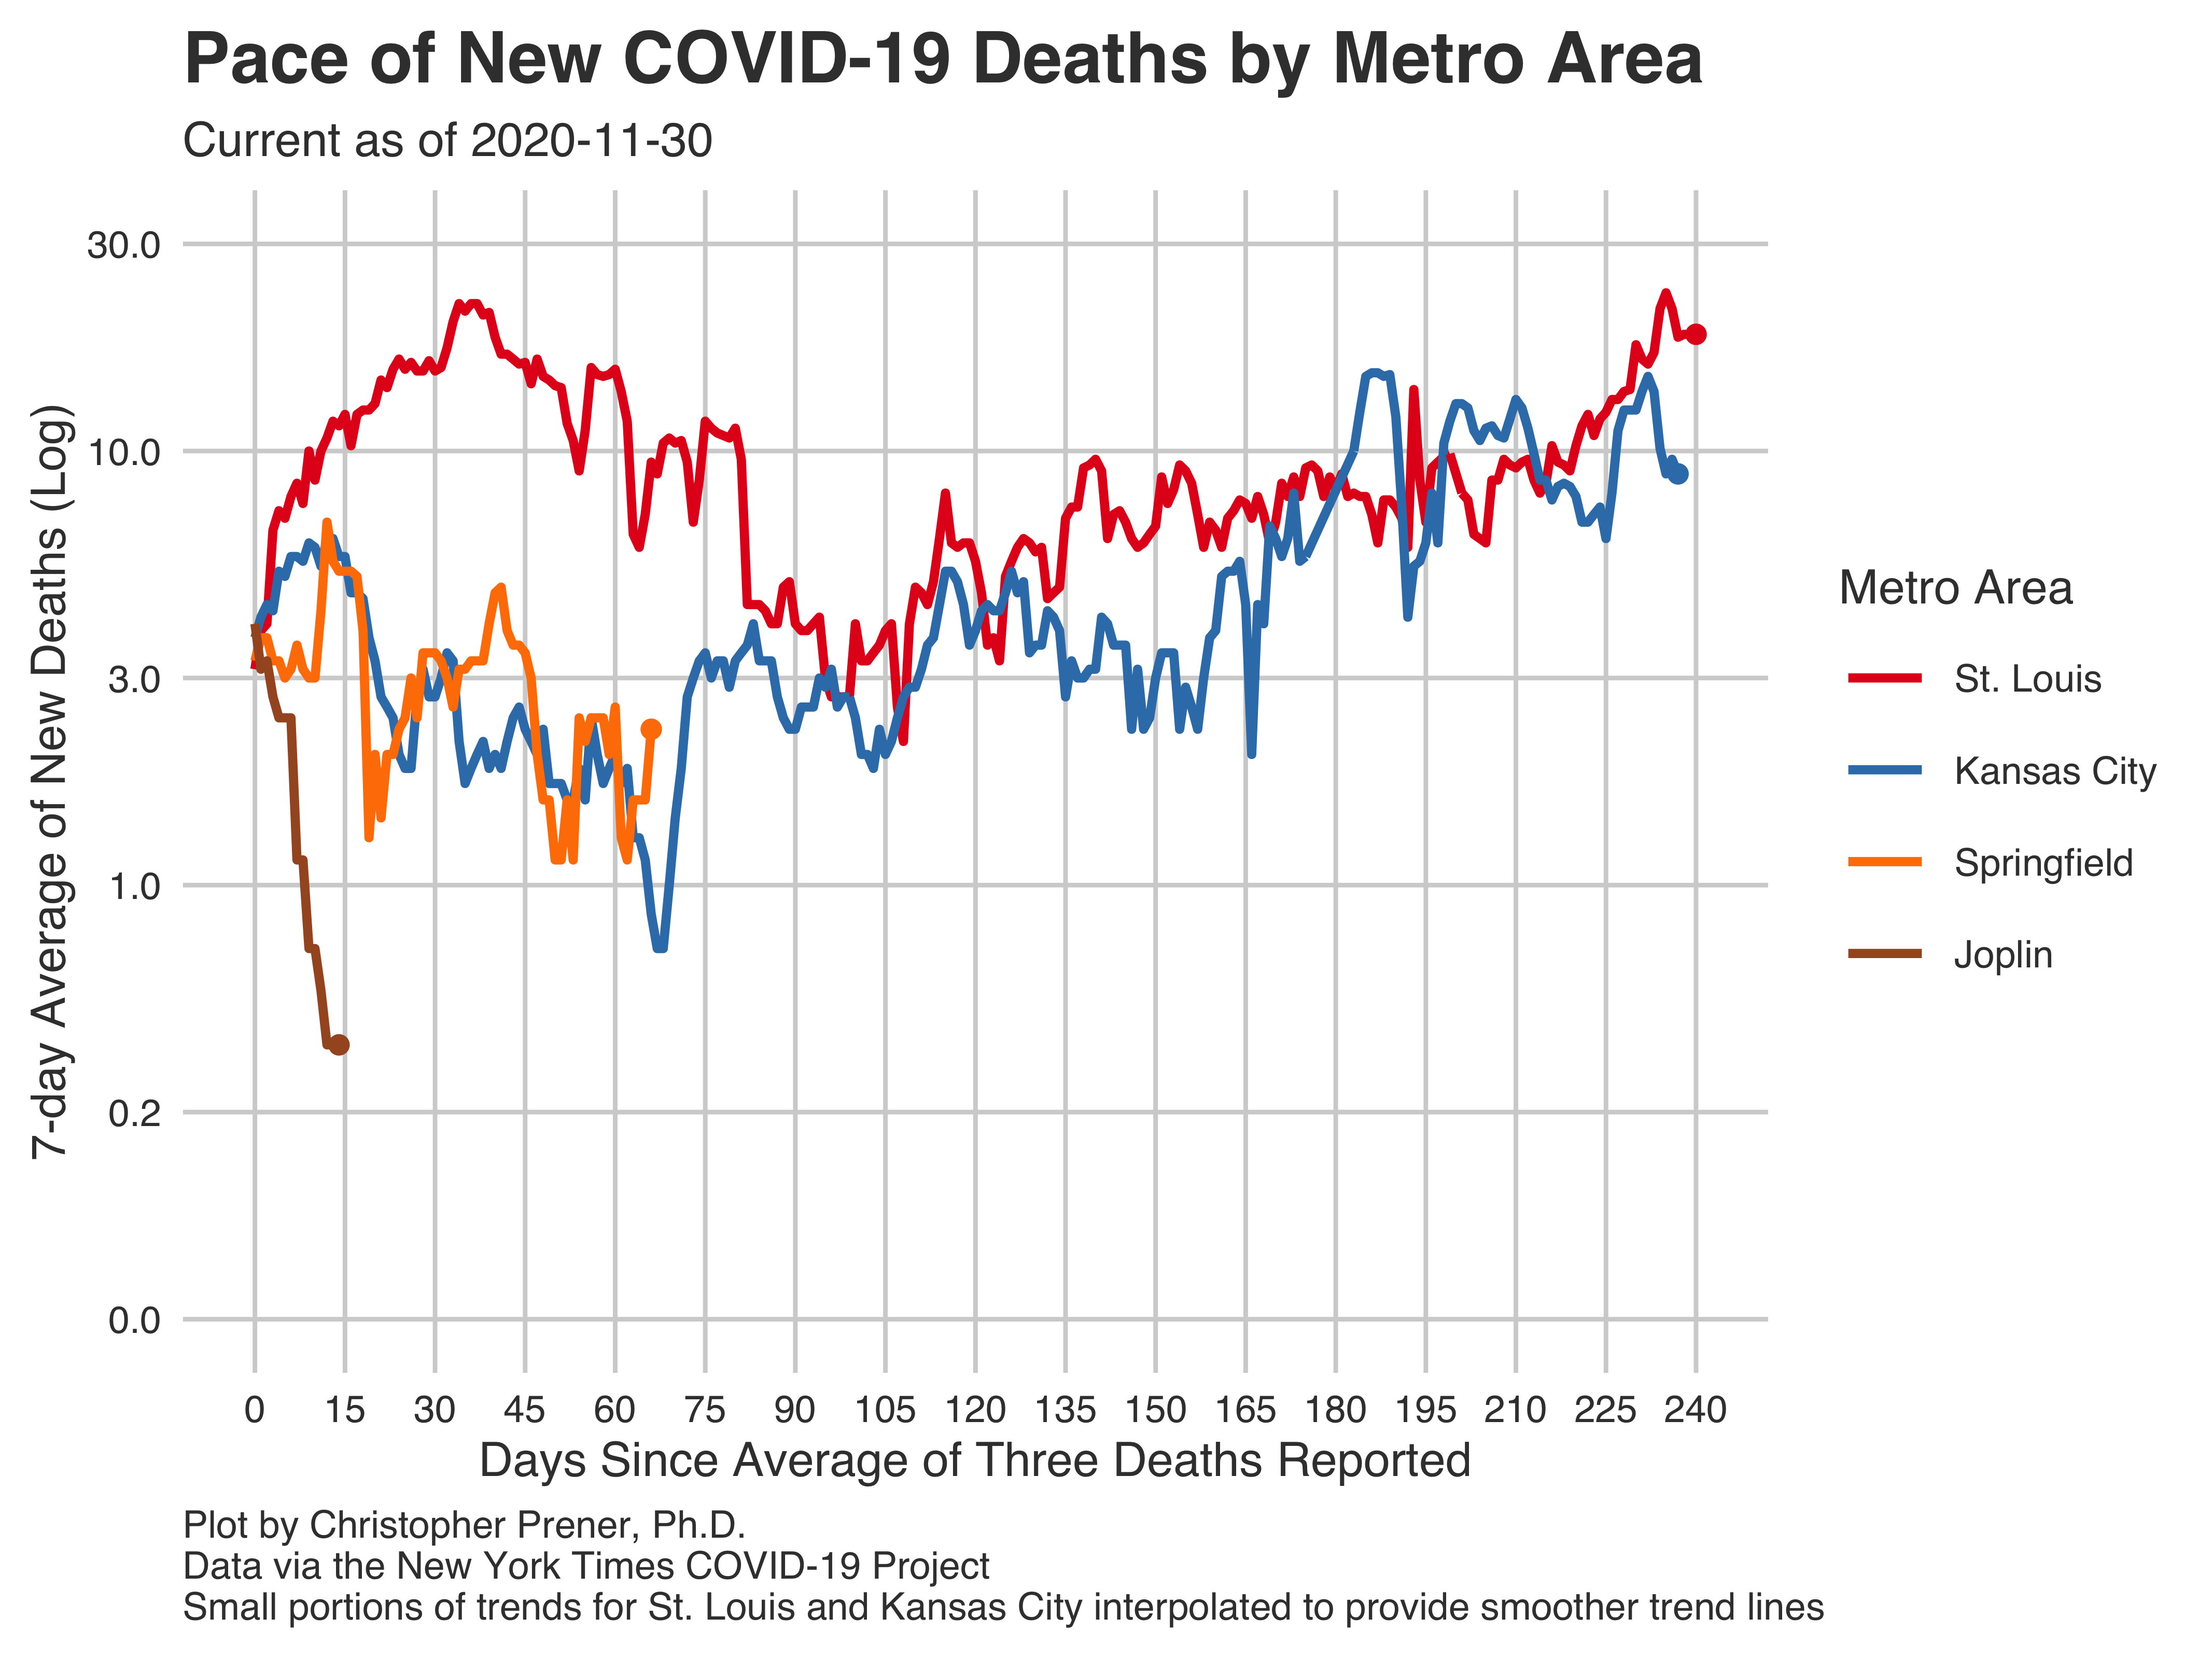 Pace of New COVID-19 Deaths by Metro Area
Current as of 2020-11-30
7-day Average of New Deaths (Log)
30.0
10.0
3.0
1.0
0.2
0.0
0 15 30 45 60 75 90 105 120 135 150 165 180 195 210 225 240
Days Since Average of Three Deaths Reported
Metro Area
St. Louis
Kansas City
Springfield
Joplin
Plot by Christopher Prener, Ph.D.
Data via the New York Times COVID-19 Project
Small portions of trends for St. Louis and Kansas City interpolated to provide smoother trend lines